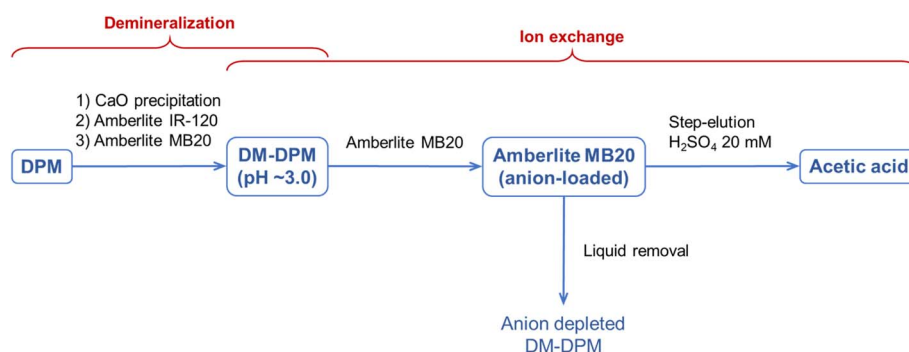 Demineralization
Ion exchange
1) CaO precipitation
2) Amberlite IR-120
3) Amberlite MB20
DPM
DM-DPM
(pH ~3.0)
Amberlite MB20
Amberlite MB20
(anion-loaded)
Step-elution
H₂SO₄ 20 mM
Acetic acid
Liquid removal
Anion depleted
DM-DPM